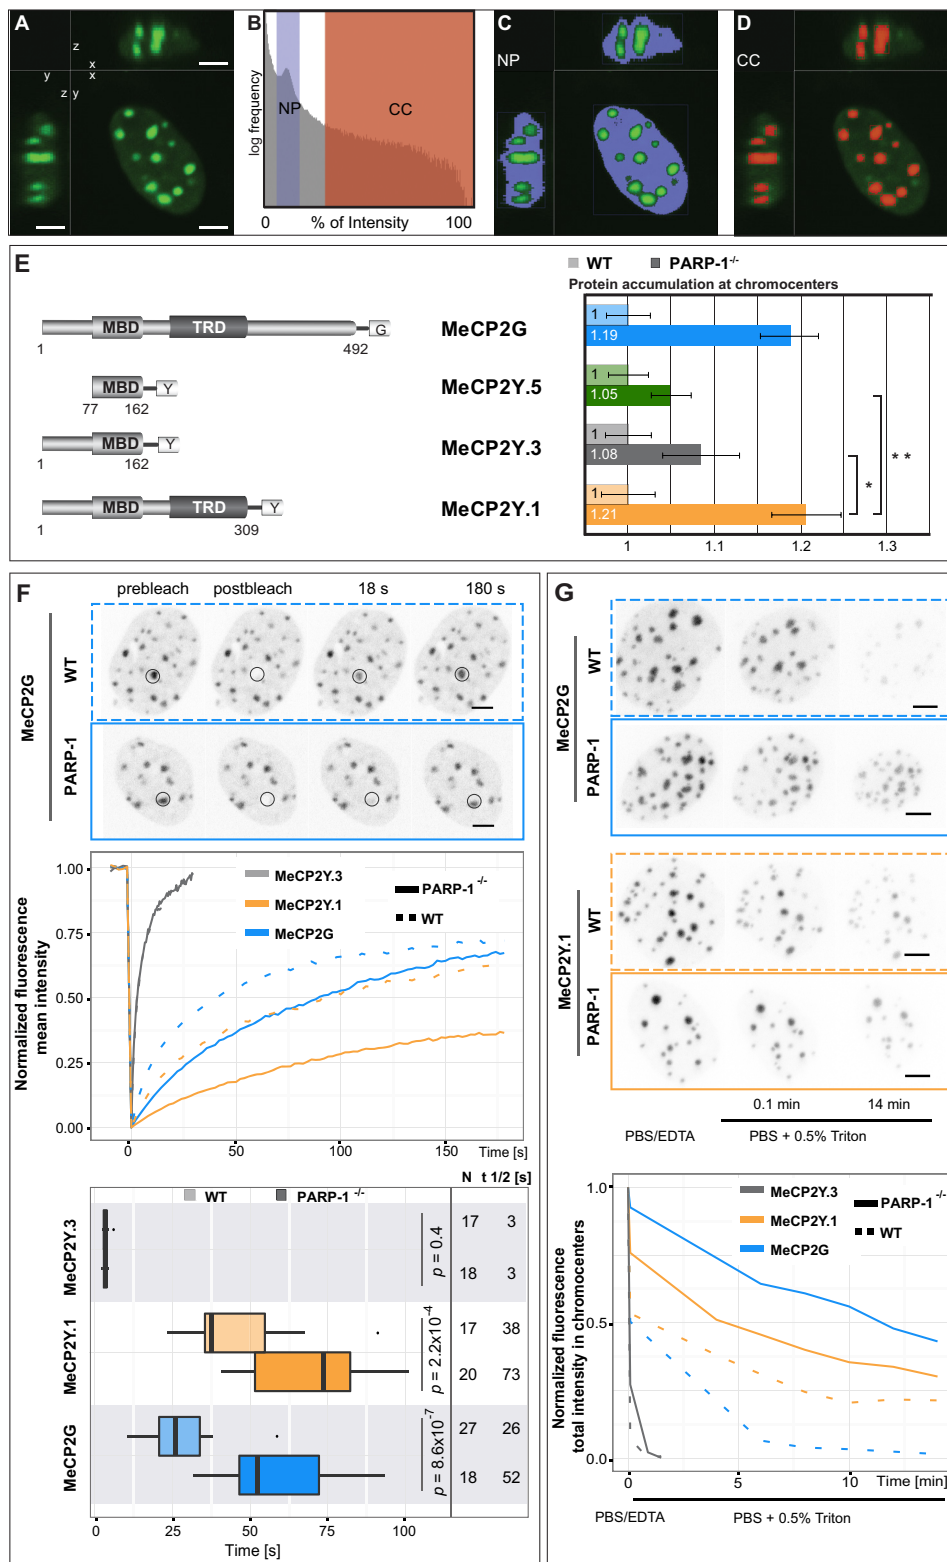 A
z
x
y
x
z
y
B
log frequency
NP
CC
0
% of Intensity
100
C
NP
D
CC
E
WT
PARP-1-/-
Protein accumulation at chromocenters
MBD
TRD
G
1
492
MeCP2G
1
1.19
MBD
Y
77
162
MeCP2Y.5
1
1.05
MBD
Y
1
162
MeCP2Y.3
1
1.08
MBD
TRD
Y
1
309
MeCP2Y.1
1
1.21
*
* *
1
1.1
1.2
1.3
F
prebleach
postbleach
18 s
180 s
MeCP2G
WT
PARP-1
Normalized fluorescence
mean intensity
1.00
0.75
0.50
0.25
0.00
MeCP2Y.3
MeCP2Y.1
MeCP2G
PARP-1-/-
WT
0
50
100
150
Time [s]
WT
PARP-1-/-
N
t 1/2 [s]
MeCP2Y.3
p = 0.4
17
3
18
3
MeCP2Y.1
p = 2.2x10-4
17
38
20
73
MeCP2G
p = 8.6x10-7
27
26
18
52
0
25
50
75
100
Time [s]
G
MeCP2G
WT
PARP-1
MeCP2Y.1
WT
PARP-1
0.1 min
14 min
PBS/EDTA
PBS + 0.5% Triton
Normalized fluorescence
total intensity in chromocenters
1.0
0.5
0.0
MeCP2Y.3
MeCP2Y.1
MeCP2G
PARP-1-/-
WT
0
5
10
Time [min]
PBS/EDTA
PBS + 0.5% Triton